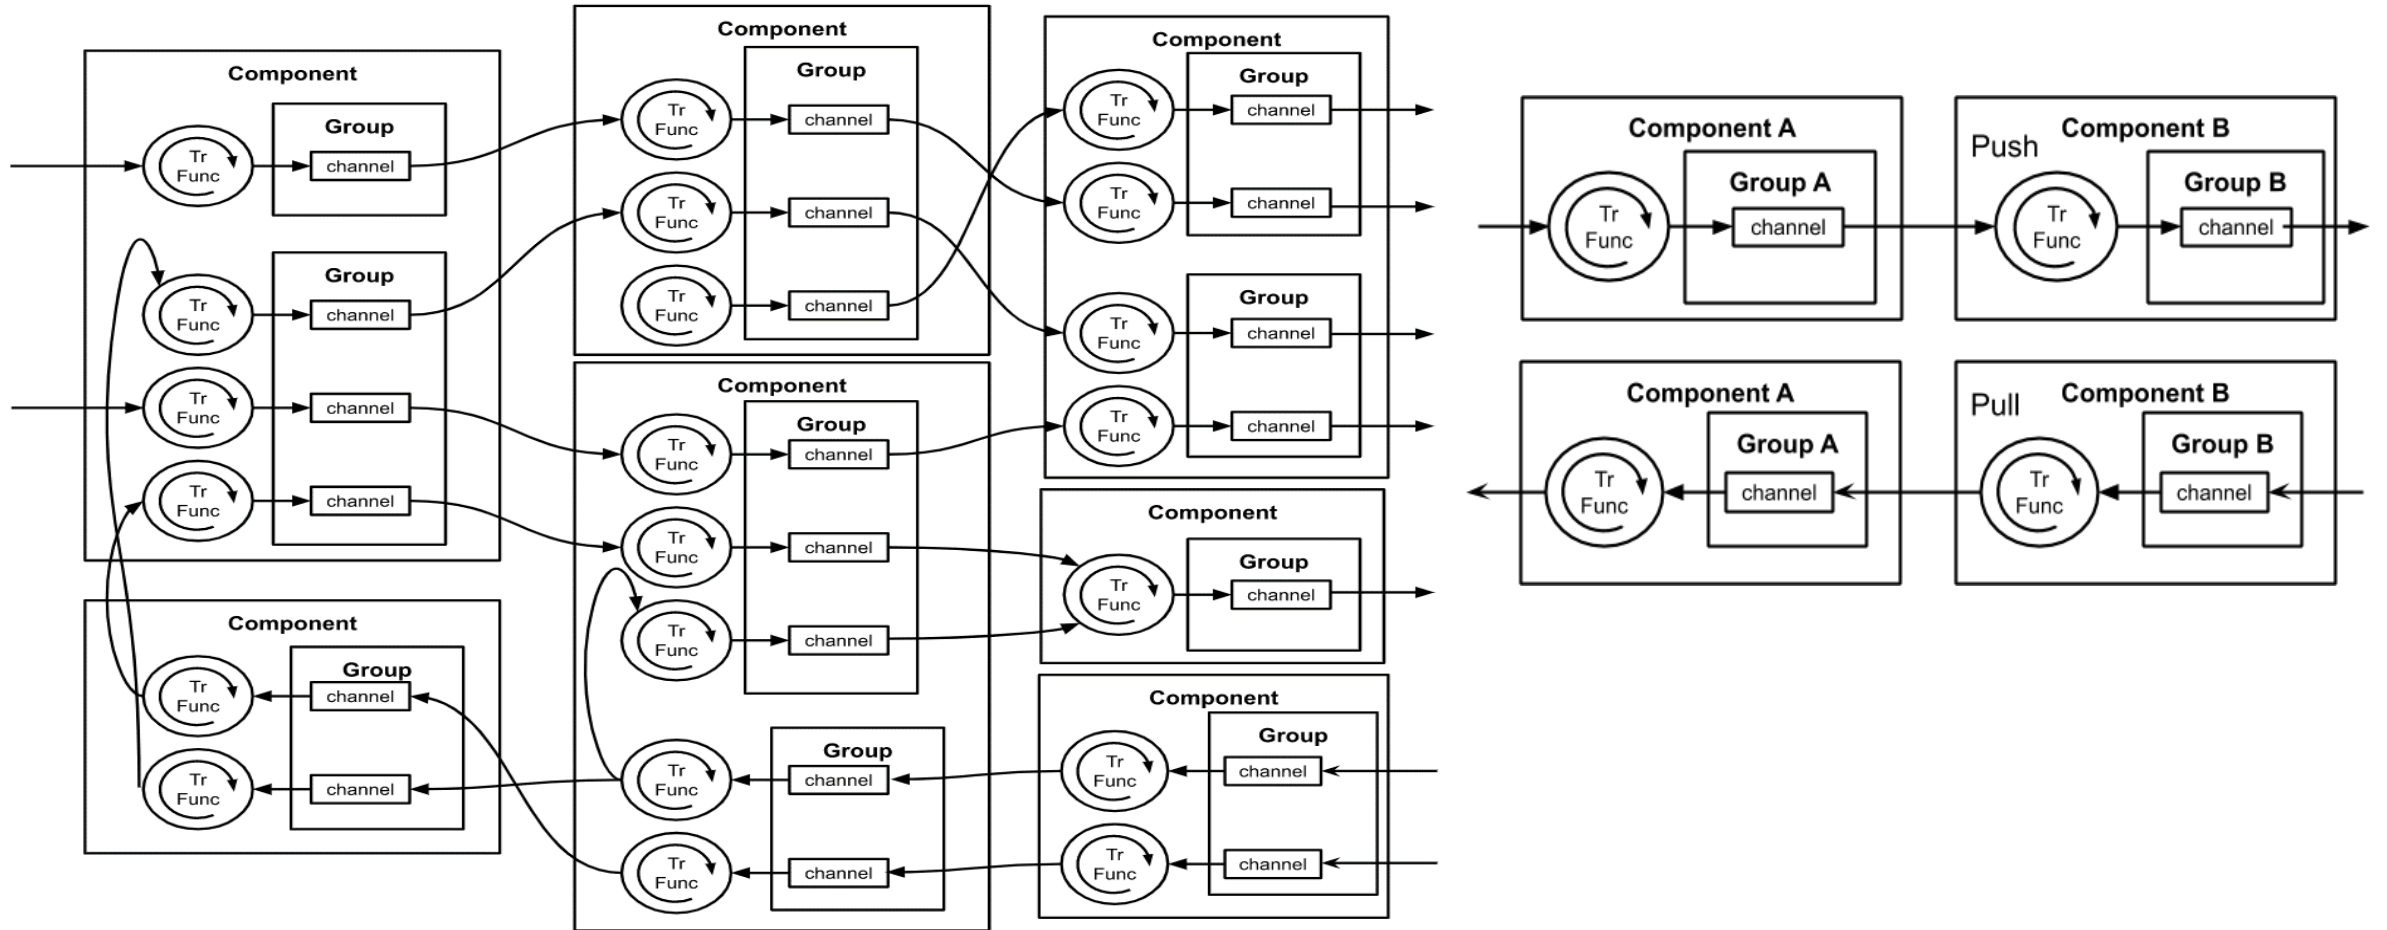 Component
Group
Tr
Func
channel
Group
Tr
Func
channel
Tr
Func
channel
Tr
Func
channel
Component
Group
Tr
Func
channel
Tr
Func
channel
Component
Group
Tr
Func
channel
Tr
Func
channel
Tr
Func
channel
Component
Group
Tr
Func
channel
Tr
Func
channel
Tr
Func
channel
Group
Tr
Func
channel
Tr
Func
channel
Component
Group
Tr
Func
channel
Tr
Func
channel
Group
Tr
Func
channel
Tr
Func
channel
Component
Group
Tr
Func
channel
Component
Group
Tr
Func
channel
Tr
Func
channel
Component A
Group A
Tr
Func
channel
Push
Component B
Group B
Tr
Func
channel
Component A
Group A
Tr
Func
channel
Pull
Component B
Group B
Tr
Func
channel